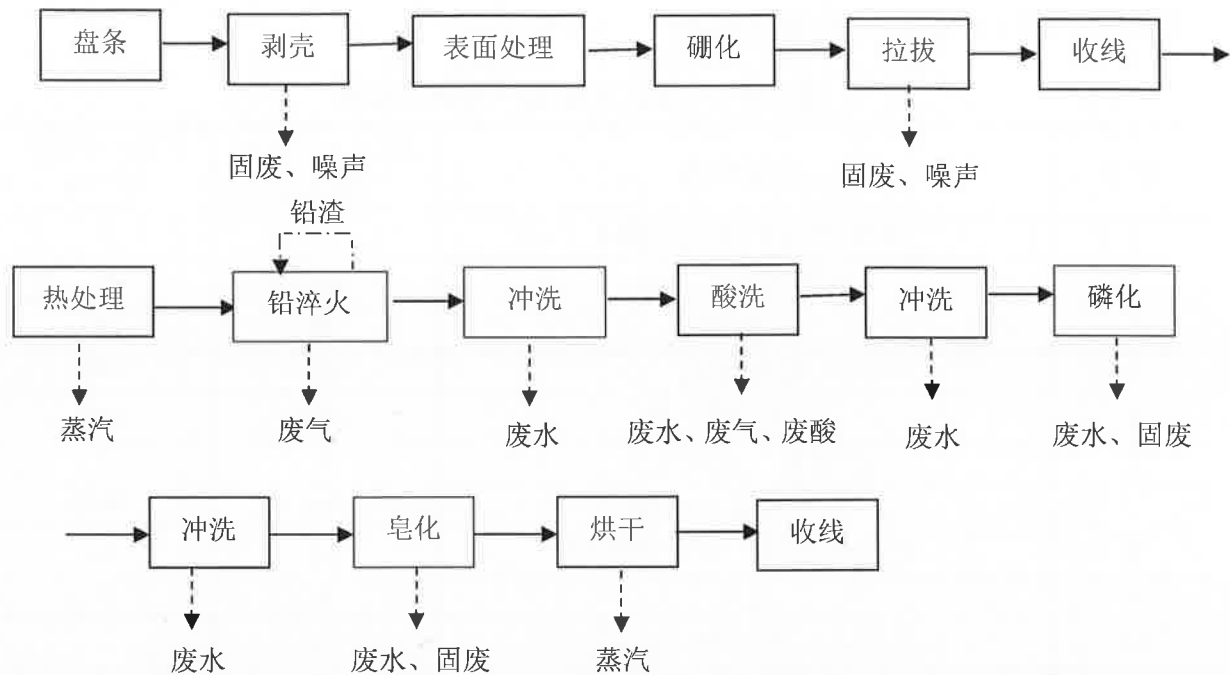 盘条 剥壳 表面处理 硼化 拉拔 收线
固废、噪声 固废、噪声
铅渣
热处理 铅淬火 冲洗 酸洗 冲洗 磷化
蒸汽 废气 废水 废水、废气、废酸 废水 废水、固废
冲洗 皂化 烘干 收线
废水 废水、固废 蒸汽